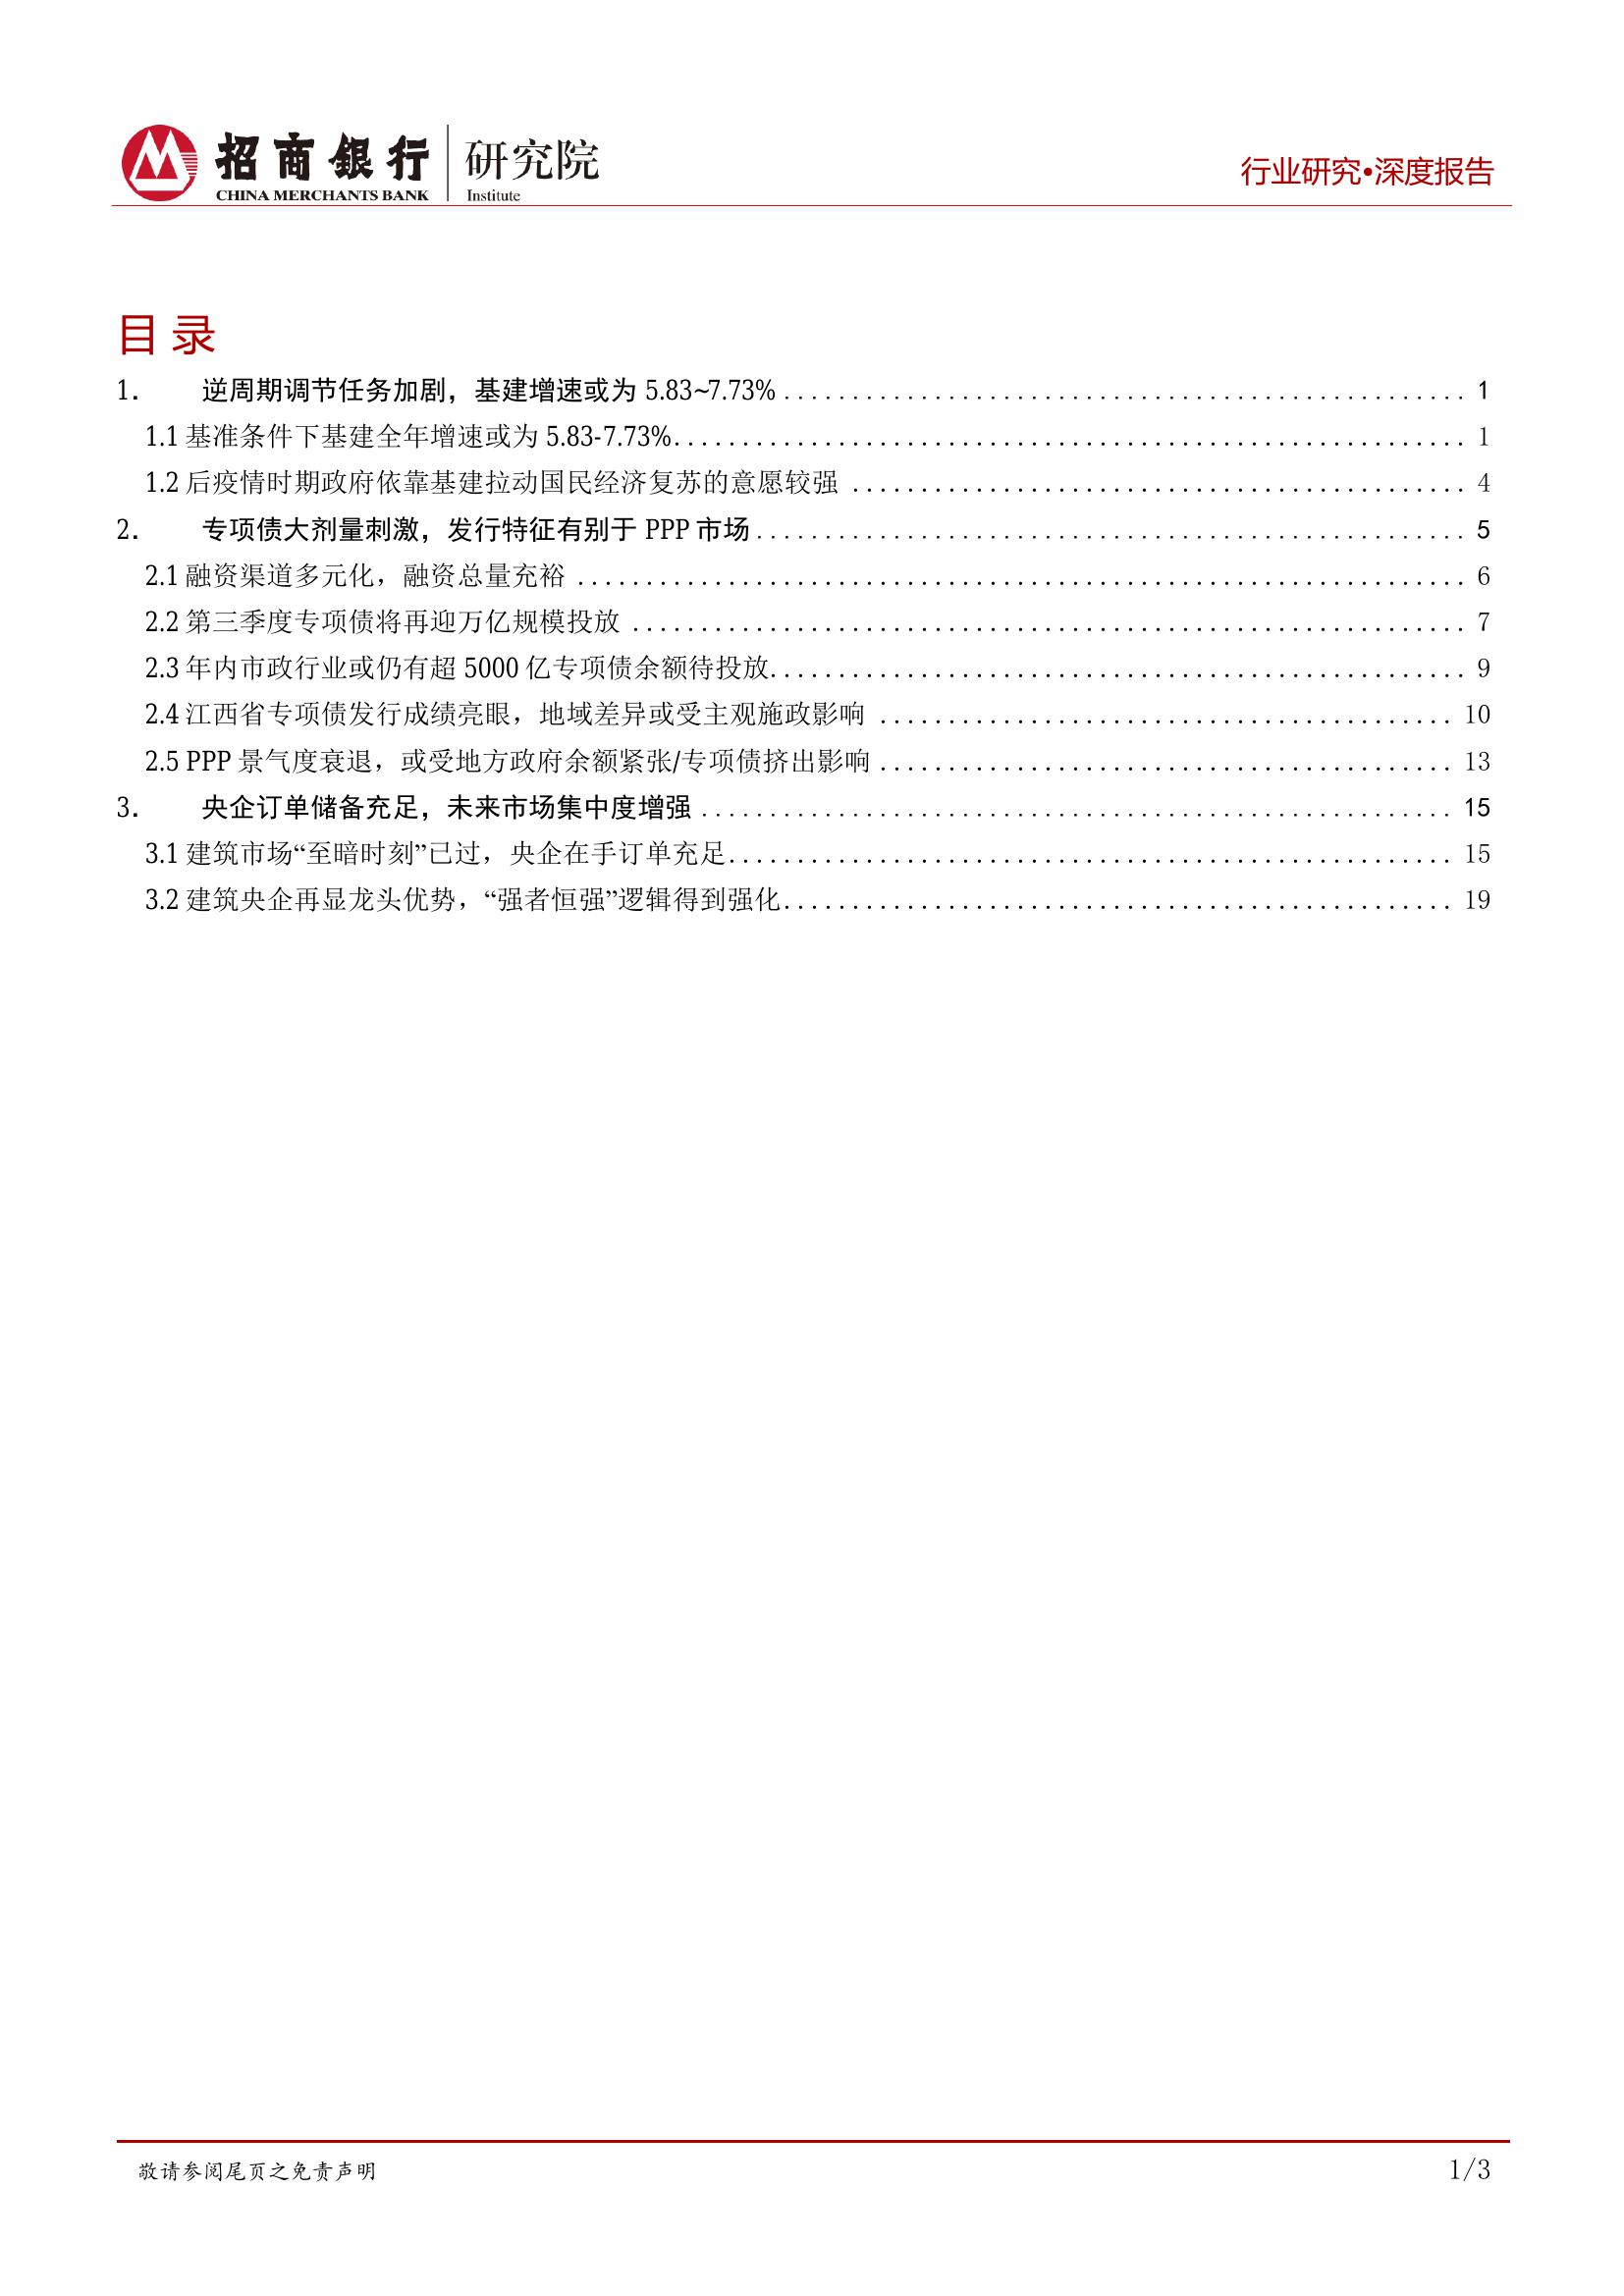 招商銀行
CHINA MERCHANTS BANK
研究院
Institute
行业研究•深度报告
目录
1. 逆周期调节任务加剧，基建增速或为 5.83~7.73% 1
1.1 基准条件下基建全年增速或为 5.83-7.73% 1
1.2 后疫情时期政府依靠基建拉动国民经济复苏的意愿较强 4
2. 专项债大剂量刺激，发行特征有别于 PPP 市场 5
2.1 融资渠道多元化，融资总量充裕 6
2.2 第三季度专项债将再迎万亿规模投放 7
2.3 年内市政行业或仍有超 5000 亿专项债余额待投放 9
2.4 江西省专项债发行成绩亮眼，地域差异或受主观施政影响 10
2.5 PPP 景气度衰退，或受地方政府余额紧张/专项债挤出影响 13
3. 央企订单储备充足，未来市场集中度增强 15
3.1 建筑市场“至暗时刻”已过，央企在手订单充足 15
3.2 建筑央企再显龙头优势，“强者恒强”逻辑得到强化 19
敬请参阅尾页之免责声明
1/3